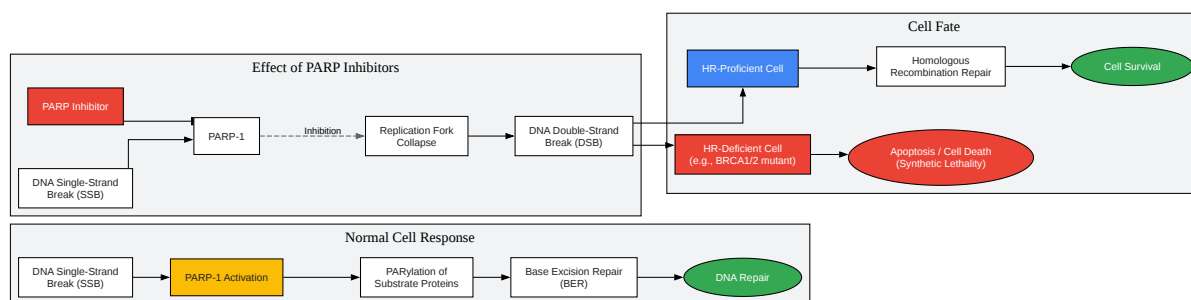 Cell Fate
Effect of PARP Inhibitors
HR-Proficient Cell
Homologous
Recombination Repair
Cell Survival
PARP Inhibitor
PARP-1
Inhibition
Replication Fork
Collapse
DNA Double-Strand
Break (DSB)
HR-Deficient Cell
(e.g., BRCA1/2 mutant)
Apoptosis / Cell Death
(Synthetic Lethality)
DNA Single-Strand
Break (SSB)
Normal Cell Response
DNA Single-Strand
Break (SSB)
PARP-1 Activation
PARylation of
Substrate Proteins
Base Excision Repair
(BER)
DNA Repair